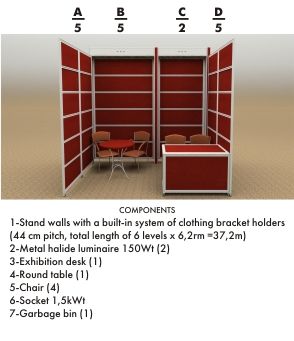 A B C D
5 5 2 5
COMPONENTS
1-Stand walls with a built-in system of clothing bracket holders
(44 cm pitch, total length of 6 levels x 6,2rm =37,2m)
2-Metal halide luminaire 150Wt (2)
3-Exhibition desk (1)
4-Round table (1)
5-Chair (4)
6-Socket 1,5kWt
7-Garbage bin (1)